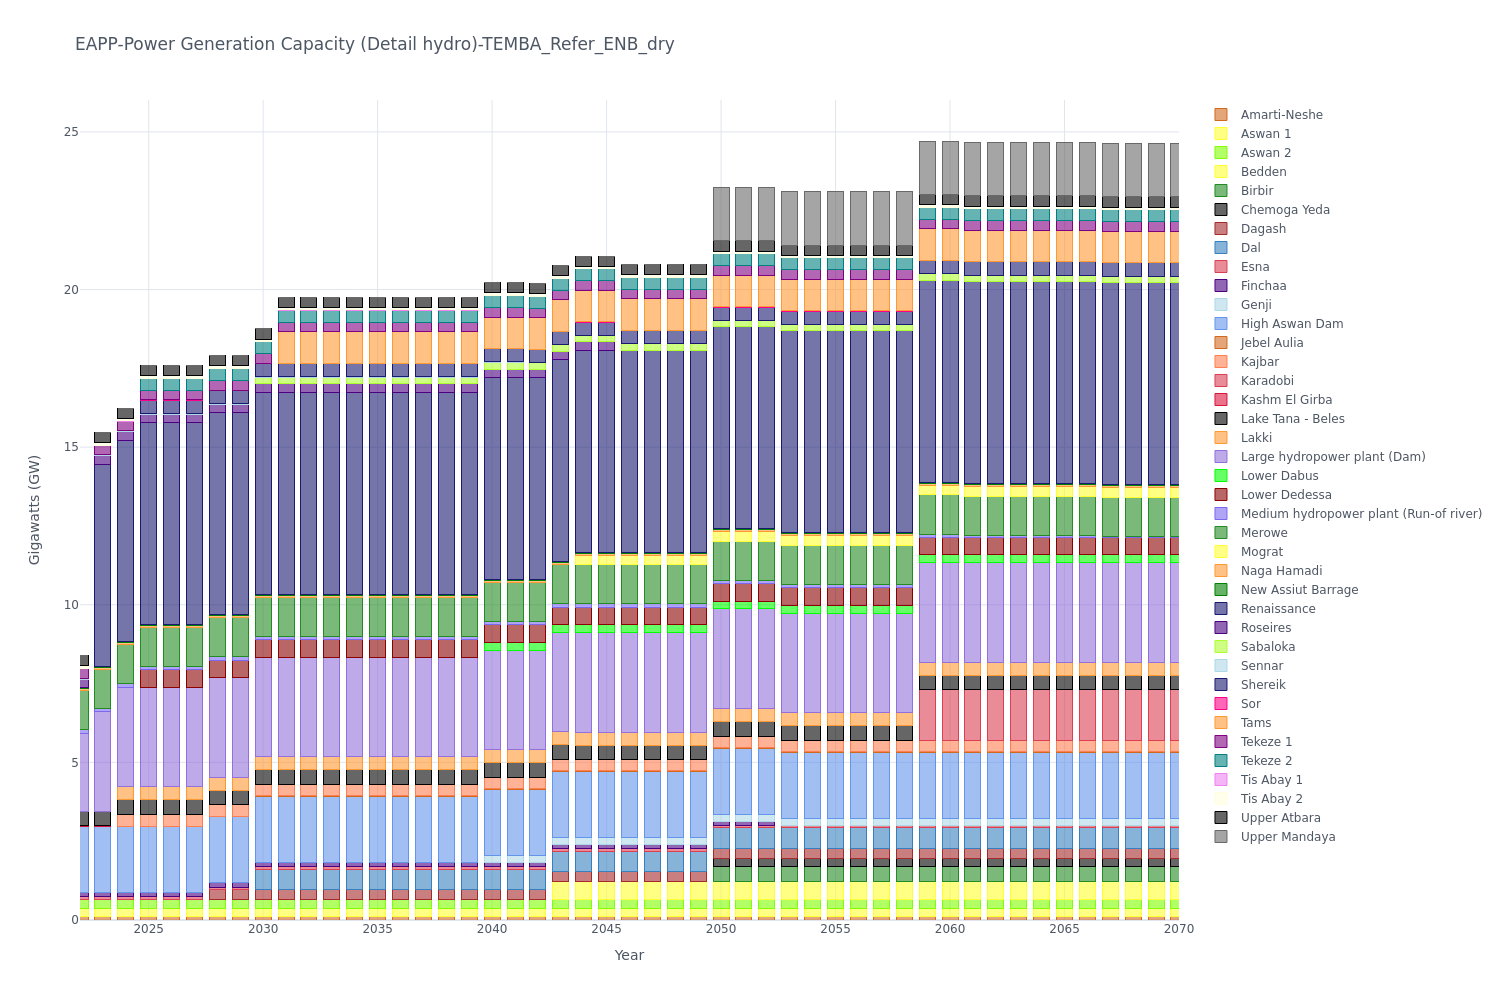 EAPP-Power Generation Capacity (Detail hydro)-TEMBA_Refer_ENB_dry
Gigawatts (GW)
25
20
15
10
5
0
2025
2030
2035
2040
2045
2050
2055
2060
2065
2070
Year
Amarti-Neshe
Aswan 1
Aswan 2
Bedden
Birbir
Chemoga Yeda
Dagash
Dal
Esna
Finchaa
Genji
High Aswan Dam
Jebel Aulia
Kajbar
Karadobi
Kashm El Girba
Lake Tana - Beles
Lakki
Large hydropower plant (Dam)
Lower Dabus
Lower Dedessa
Medium hydropower plant (Run-of river)
Merowe
Mograt
Naga Hamadi
New Assiut Barrage
Renaissance
Roseires
Sabaloka
Sennar
Shereik
Sor
Tams
Tekeze 1
Tekeze 2
Tis Abay 1
Tis Abay 2
Upper Atbara
Upper Mandaya